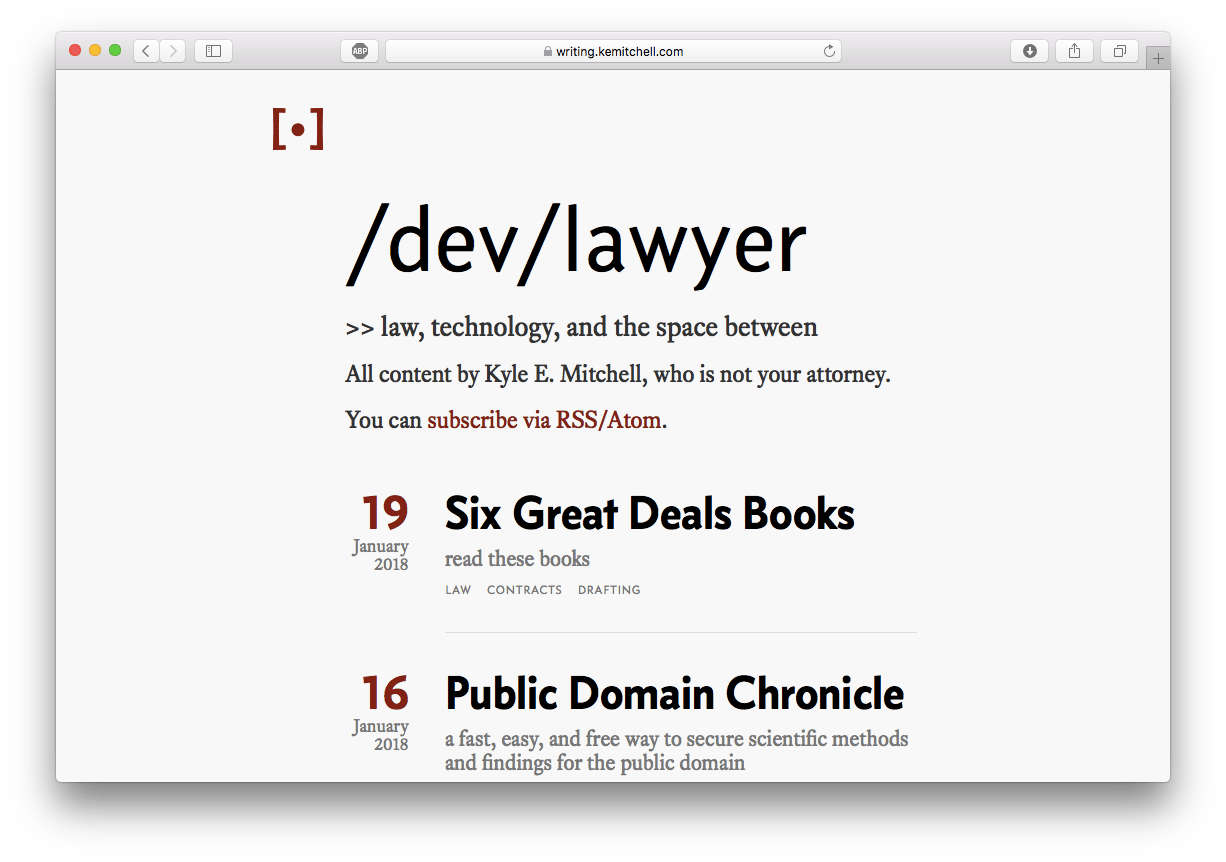 ABP
writing.kemitchell.com
[•]
/dev/lawyer
>> law, technology, and the space between
All content by Kyle E. Mitchell, who is not your attorney.
You can subscribe via RSS/Atom.
19
January
2018
Six Great Deals Books
read these books
LAW CONTRACTS DRAFTING
16
January
2018
Public Domain Chronicle
a fast, easy, and free way to secure scientific methods
and findings for the public domain